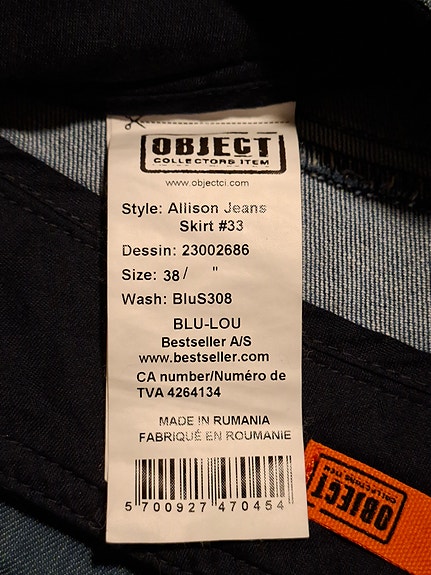 OBJECT
COLLECTORS ITEM
www.objectci.com
Style: Allison Jeans
Skirt #33
Dessin: 23002686
Size: 38/ "
Wash: BluS308
BLU-LOU
Bestseller A/S
www.bestseller.com
CA number/Numéro de
TVA 4264134
MADE IN RUMANIA
FABRIQUÉ EN ROUMANIE
5 700927 470454
OBJECT
COLLECTORS ITEM